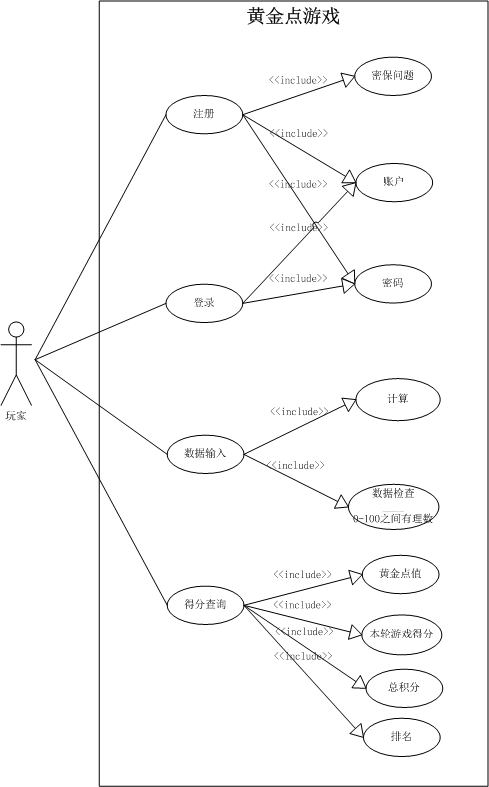 黄金点游戏
<<include>>
密保问题
注册
<<include>>
账户
<<include>>
<<include>>
<<include>>
密码
登录
玩家
<<include>>
计算
数据输入
<<include>>
数据检查
0-100之间有理数
<<include>>
黄金点值
得分查询
<<include>>
本轮游戏得分
<<include>>
<<include>>
总积分
排名